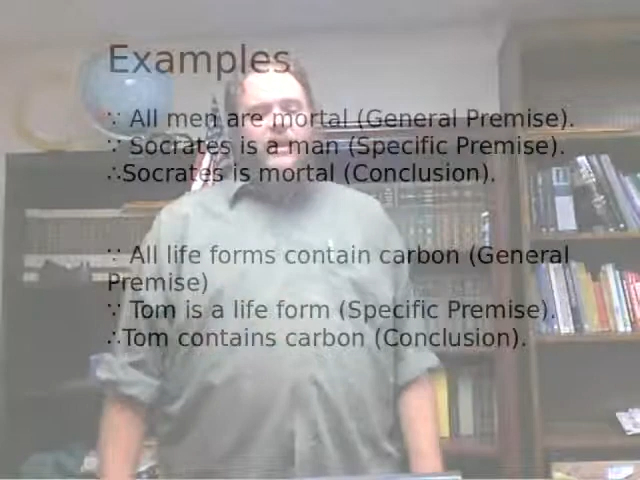 Examples
∵ All men are mortal (General Premise).
∵ Socrates is a man (Specific Premise).
∴Socrates is mortal (Conclusion).
∵ All life forms contain carbon (General
Premise)
∵ Tom is a life form (Specific Premise).
∴Tom contains carbon (Conclusion).